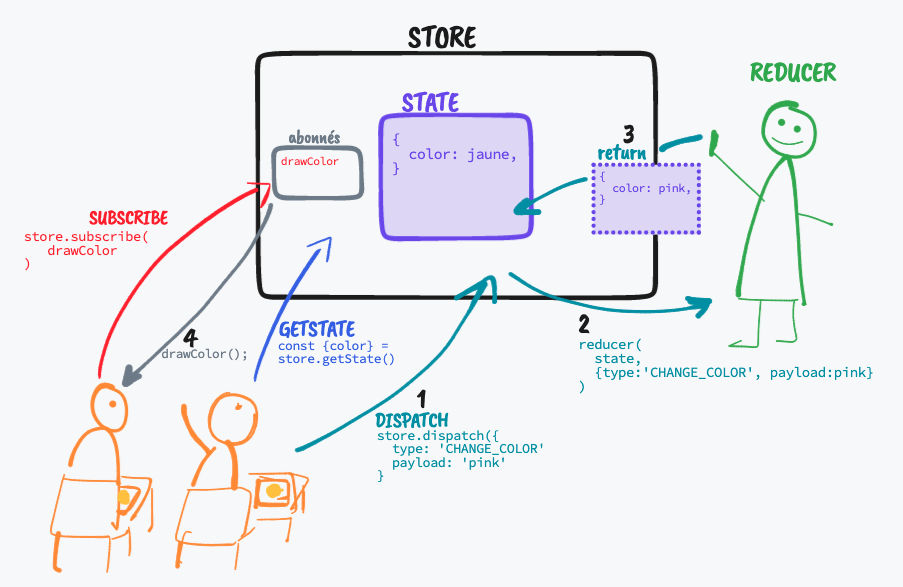 STORE
REDUCER
STATE
abonnés
drawColor
{
color: jaune,
}
3
return
{
color: pink,
}
SUBSCRIBE
store.subscribe(
drawColor
)
4
drawColor();
GETSTATE
const {color} =
store.getState()
2
reducer(
state,
{type:'CHANGE_COLOR', payload:pink}
)
1
DISPATCH
store.dispatch({
type: 'CHANGE_COLOR'
payload: 'pink'
}